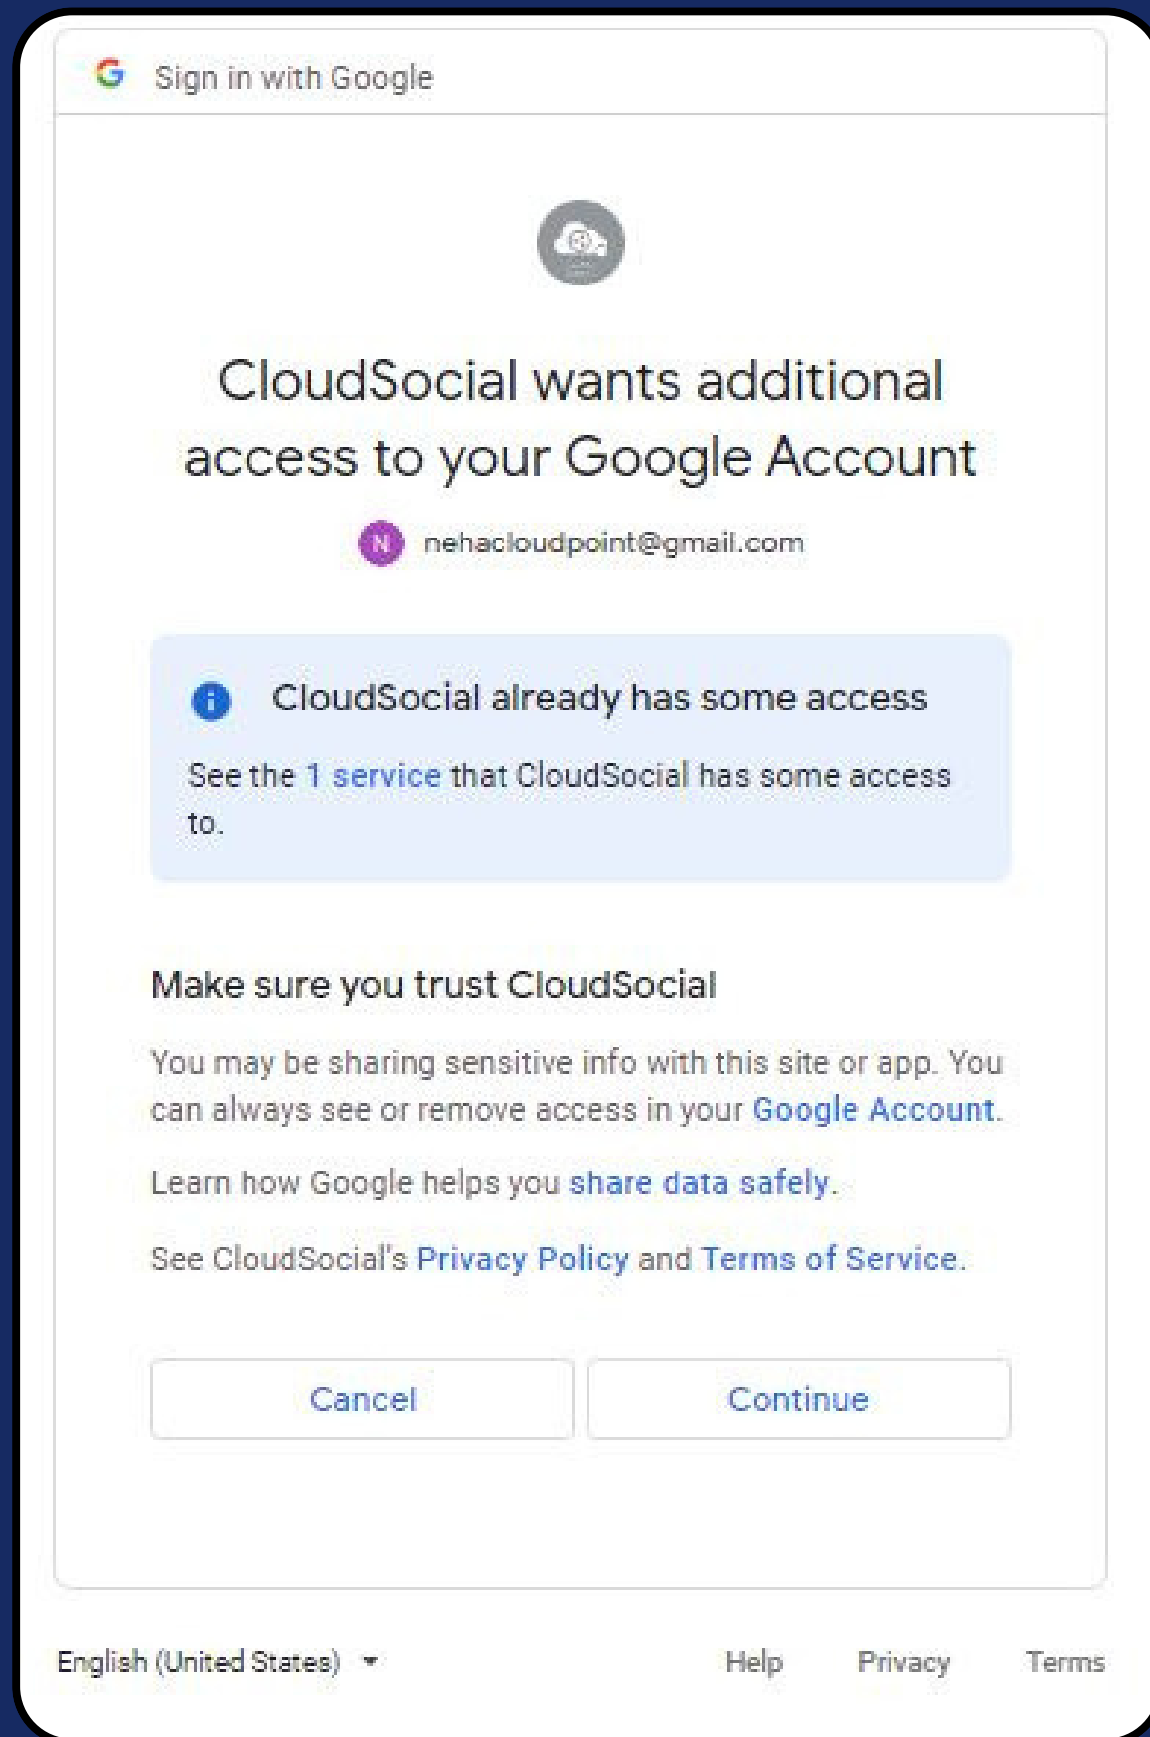 Sign in with Google
CloudSocial wants additional
access to your Google Account
N nehacloudpoint@gmail.com
CloudSocial already has some access
See the 1 service that CloudSocial has some access
to.
Make sure you trust CloudSocial
You may be sharing sensitive info with this site or app. You
can always see or remove access in your Google Account.
Learn how Google helps you share data safely.
See CloudSocial's Privacy Policy and Terms of Service.
Cancel Continue
English (United States) Help Privacy Terms